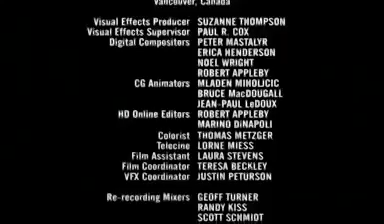 Vancouver, Canada
Visual Effects Producer SUZANNE THOMPSON
Visual Effects Supervisor PAUL R. COX
Digital Compositors PETER MASTALYR
ERICA HENDERSON
NOEL WRIGHT
ROBERT APPLEBY
CG Animators MLADEN MIHOLJCIC
BRUCE MacDOUGALL
JEAN-PAUL LeDOUX
HD Online Editors ROBERT APPLEBY
MARINO DiNAPOLI
Colorist THOMAS METZGER
Telecine LORNE MIESS
Film Assistant LAURA STEVENS
Film Coordinator TERESA BECKLEY
VFX Coordinator JUSTIN PETURSON
Re-recording Mixers GEOFF TURNER
RANDY KISS
SCOTT SCHMIDT